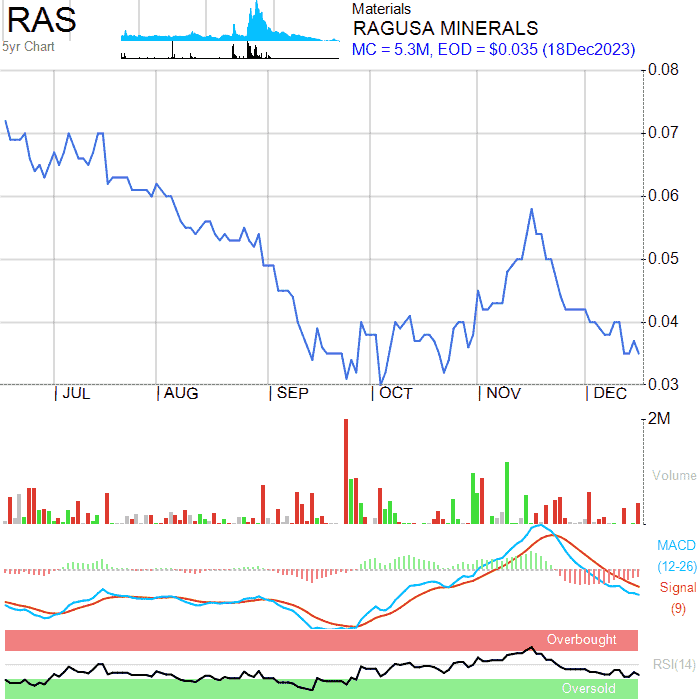 RAS
5yr Chart
Materials
RAGUSA MINERALS
MC = 5.3M, EOD = $0.035 (18Dec2023)
0.08
0.07
0.06
0.05
0.04
0.03
JUL
AUG
SEP
OCT
NOV
DEC
2M
Volume
MACD
(12-26)
Signal
(9)
Overbought
RSI(14)
Oversold